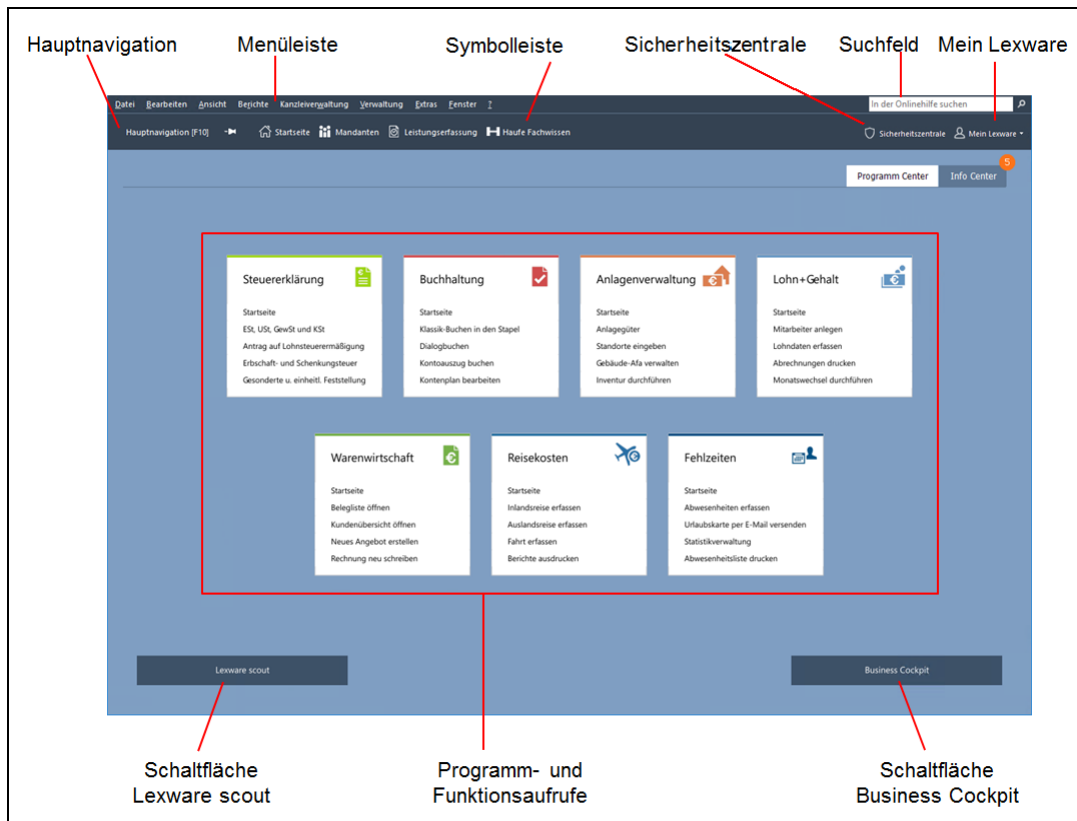 Hauptnavigation Menüleiste Symbolleiste Sicherheitszentrale Suchfeld Mein Lexware
Datei Bearbeiten Ansicht Berichte Kanzleiverwaltung Verwaltung Extras Fenster ? In der Onlinehilfe suchen
Hauptnavigation [F10] Startseite Mandanten Leistungserfassung Haufe Fachwissen Sicherheitszentrale Mein Lexware
5
Programm Center Info Center
Steuererklärung
Startseite
ESt, USt, GewSt und KSt
Antrag auf Lohnsteuerermäßigung
Erbschaft- und Schenkungsteuer
Gesonderte u. einheitl. Feststellung
Buchhaltung
Startseite
Klassik-Buchen in den Stapel
Dialogbuchen
Kontoauszug buchen
Kontenplan bearbeiten
Anlagenverwaltung
Startseite
Anlagegüter
Standorte eingeben
Gebäude-Afa verwalten
Inventur durchführen
Lohn+Gehalt
Startseite
Mitarbeiter anlegen
Lohndaten erfassen
Abrechnungen drucken
Monatswechsel durchführen
Warenwirtschaft
Startseite
Belegliste öffnen
Kundenübersicht öffnen
Neues Angebot erstellen
Rechnung neu schreiben
Reisekosten
Startseite
Inlandsreise erfassen
Auslandsreise erfassen
Fahrt erfassen
Berichte ausdrucken
Fehlzeiten
Startseite
Abwesenheiten erfassen
Urlaubskarte per E-Mail versenden
Statistikverwaltung
Abwesenheitsliste drucken
Lexware scout Business Cockpit
Schaltfläche
Lexware scout
Programm- und
Funktionsaufrufe
Schaltfläche
Business Cockpit